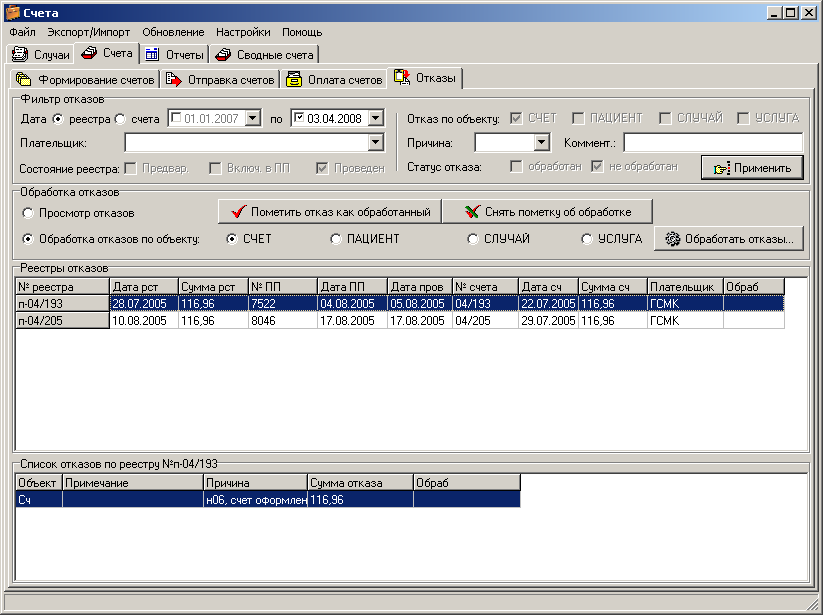 Счета
Файл Экспорт/Импорт Обновление Настройки Помощь
Случаи Счета Отчеты Сводные счета
Формирование счетов Отправка счетов Оплата счетов Отказы
Фильтр отказов
Дата реестра счета 01.01.2007 по 03.04.2008 Отказ по объекту: СЧЕТ ПАЦИЕНТ СЛУЧАЙ УСЛУГА
Плательщик: Причина: Коммент.:
Состояние реестра: Предвар. Включ. в ПП Проведен Статус отказа: обработан не обработан Применить
Обработка отказов
Просмотр отказов Пометить отказ как обработанный Снять пометку об обработке
Обработка отказов по объекту: СЧЕТ ПАЦИЕНТ СЛУЧАЙ УСЛУГА Обработать отказы...
Реестры отказов
№ реестра Дата рст Сумма рст № ПП Дата ПП Дата пров № счета Дата сч Сумма сч Плательщик Обраб
п-04/193 28.07.2005 116,96 7522 04.08.2005 05.08.2005 04/193 22.07.2005 116,96 ГСМК
п-04/205 10.08.2005 116,96 8046 17.08.2005 17.08.2005 04/205 29.07.2005 116,96 ГСМК
Список отказов по реестру №п-04/193
Объект Примечание Причина Сумма отказа Обраб
Сч н06, счет оформлен 116,96